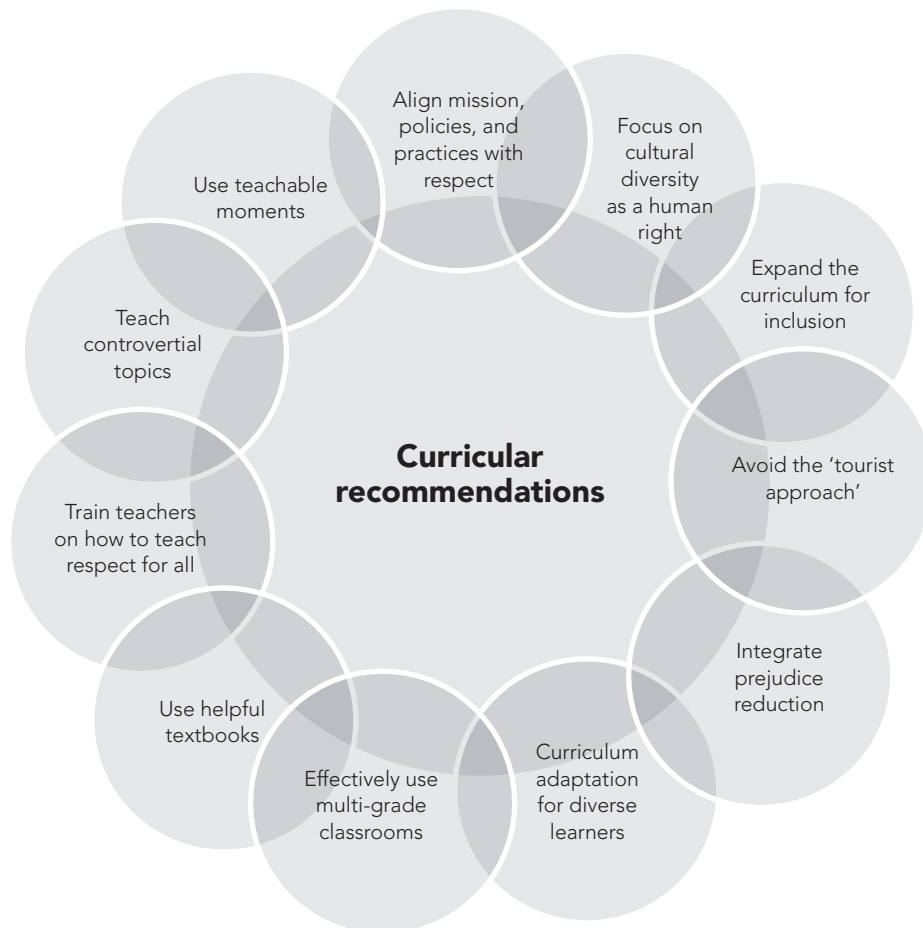 Align mission,
policies, and
practices with
respect
Focus on
cultural
diversity
as a human
right
Expand the
curriculum for
inclusion
Avoid the ‘tourist
approach’
Integrate
prejudice
reduction
Curriculum
adaptation
for diverse
learners
Effectively use
multi-grade
classrooms
Use helpful
textbooks
Train teachers
on how to teach
respect for all
Teach
controvertial
topics
Use teachable
moments
Curricular
recommendations